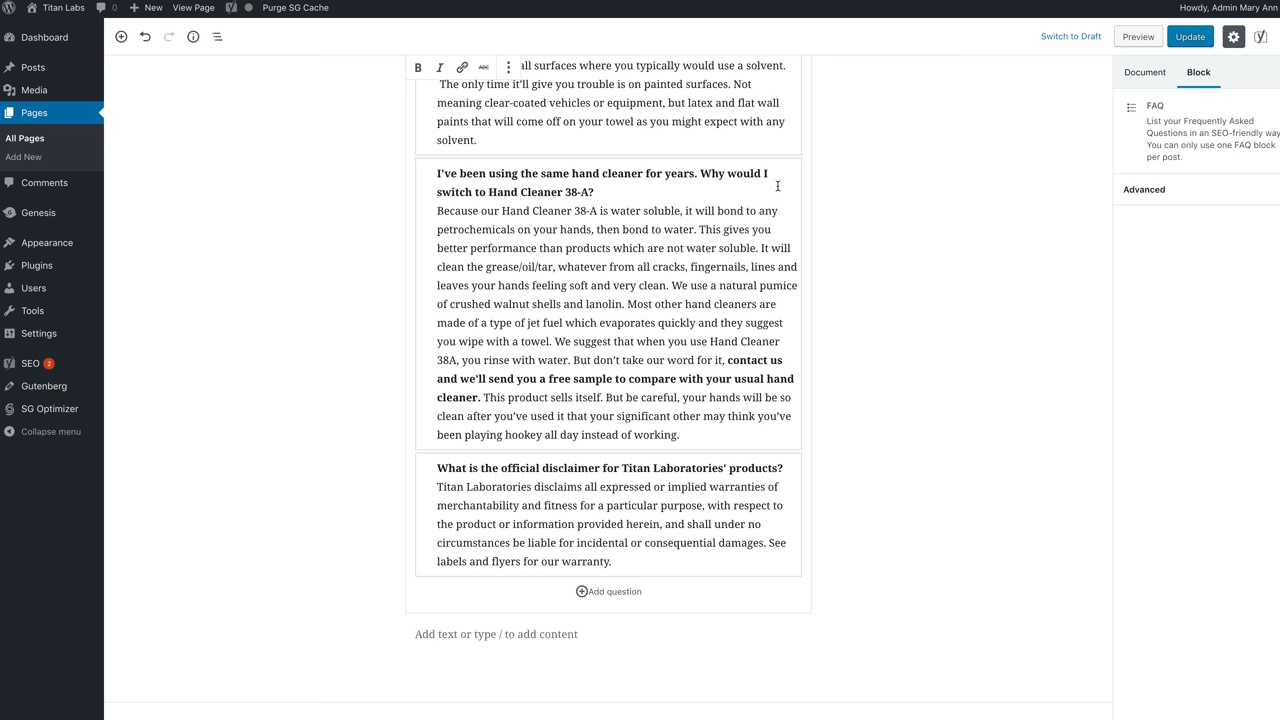 Titan Labs 0 New View Page Purge SG Cache Howdy, Admin Mary Ann
Dashboard
Posts
Media
Pages
All Pages
Add New
Comments
Genesis
Appearance
Plugins
Users
Tools
Settings
SEO 2
Gutenberg
SG Optimizer
Collapse menu
Switch to Draft Preview Update
B I ABC
all surfaces where you typically would use a solvent.
The only time it’ll give you trouble is on painted surfaces. Not
meaning clear-coated vehicles or equipment, but latex and flat wall
paints that will come off on your towel as you might expect with any
solvent.
I've been using the same hand cleaner for years. Why would I
switch to Hand Cleaner 38-A?
Because our Hand Cleaner 38-A is water soluble, it will bond to any
petrochemicals on your hands, then bond to water. This gives you
better performance than products which are not water soluble. It will
clean the grease/oil/tar, whatever from all cracks, fingernails, lines and
leaves your hands feeling soft and very clean. We use a natural pumice
of crushed walnut shells and lanolin. Most other hand cleaners are
made of a type of jet fuel which evaporates quickly and they suggest
you wipe with a towel. We suggest that when you use Hand Cleaner
38A, you rinse with water. But don’t take our word for it, contact us
and we’ll send you a free sample to compare with your usual hand
cleaner. This product sells itself. But be careful, your hands will be so
clean after you’ve used it that your significant other may think you’ve
been playing hookey all day instead of working.
What is the official disclaimer for Titan Laboratories' products?
Titan Laboratories disclaims all expressed or implied warranties of
merchantability and fitness for a particular purpose, with respect to
the product or information provided herein, and shall under no
circumstances be liable for incidental or consequential damages. See
labels and flyers for our warranty.
Add question
Add text or type / to add content
Document Block
FAQ
List your Frequently Asked
Questions in an SEO-friendly way
You can only use one FAQ block
per post.
Advanced